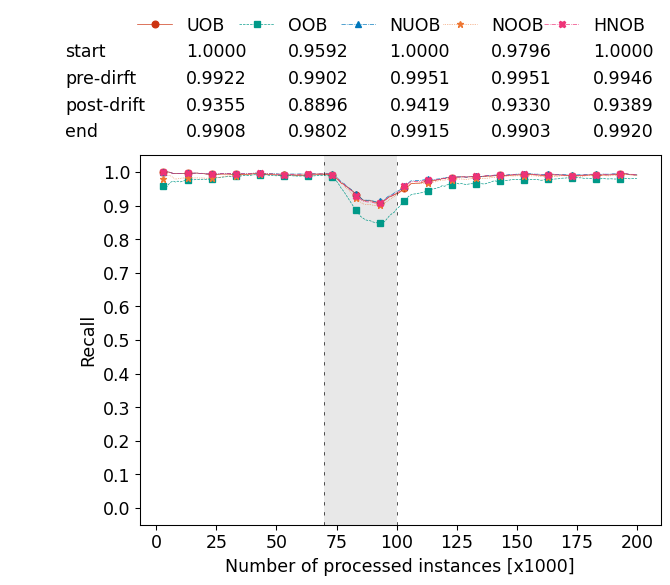 UOB OOB NUOB NOOB HNOB
start 1.0000 0.9592 1.0000 0.9796 1.0000
pre-dirft 0.9922 0.9902 0.9951 0.9951 0.9946
post-drift 0.9355 0.8896 0.9419 0.9330 0.9389
end 0.9908 0.9802 0.9915 0.9903 0.9920
1.0
0.9
0.8
0.7
0.6
0.5
0.4
0.3
0.2
0.1
0.0
Recall
0 25 50 75 100 125 150 175 200
Number of processed instances [x1000]